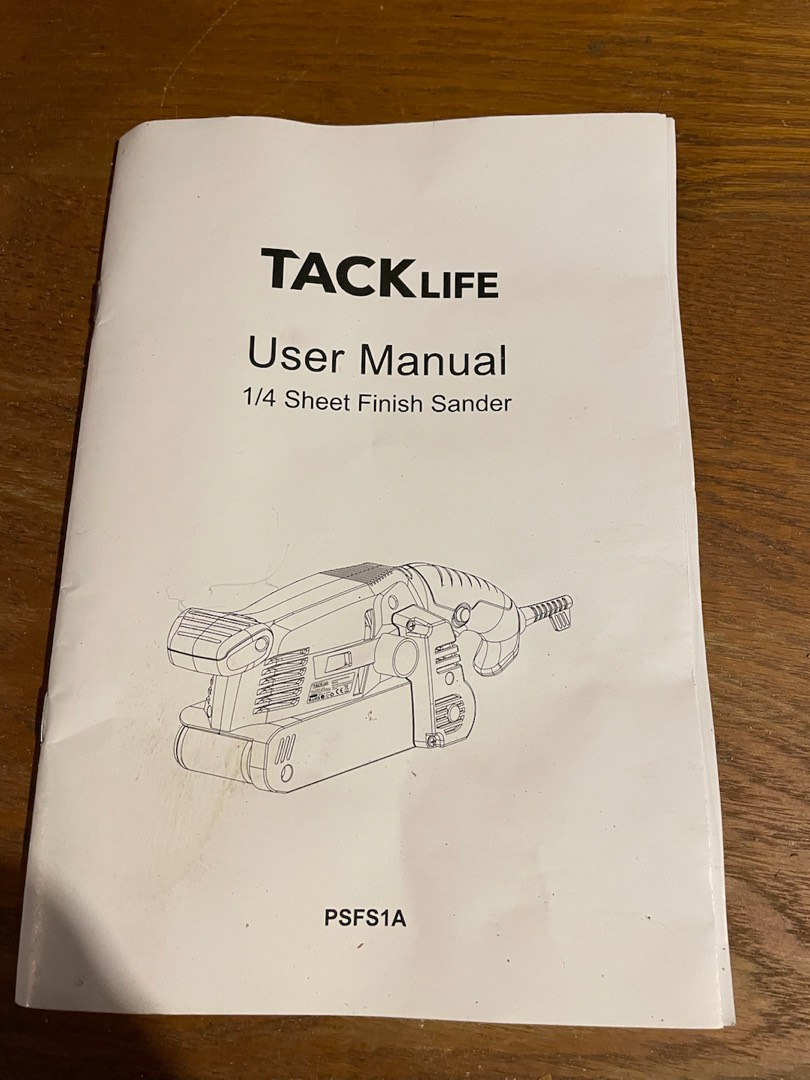 TACKLIFE
User Manual
1/4 Sheet Finish Sander
PSFS1A